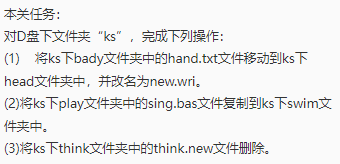 本关任务：
对D盘下文件夹“ks”，完成下列操作：
(1)　将ks下bady文件夹中的hand.txt文件移动到ks下
head文件夹中，并改名为new.wri。
(2)将ks下play文件夹中的sing.bas文件复制到ks下swim文
件夹中。
(3)将ks下think文件夹中的think.new文件删除。